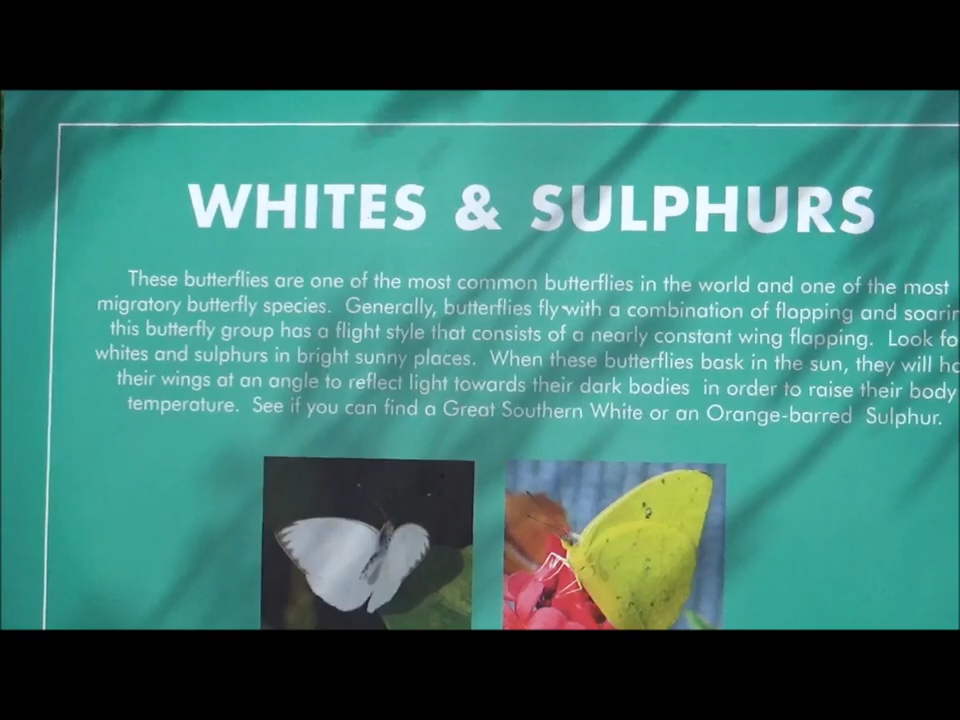 WHITES & SULPHURS
These butterflies are one of the most common butterflies in the world and one of the most
migratory butterfly species. Generally, butterflies fly with a combination of flapping and
this butterfly group has a flight style that consists of a nearly constant wing flapping. Look
whites and sulphurs in bright sunny places. When these butterflies bask in the sun, they will
their wings at an angle to reflect light towards their dark bodies in order to raise their body
temperature. See if you can find a Great Southern White or an Orange-barred Sulphur.